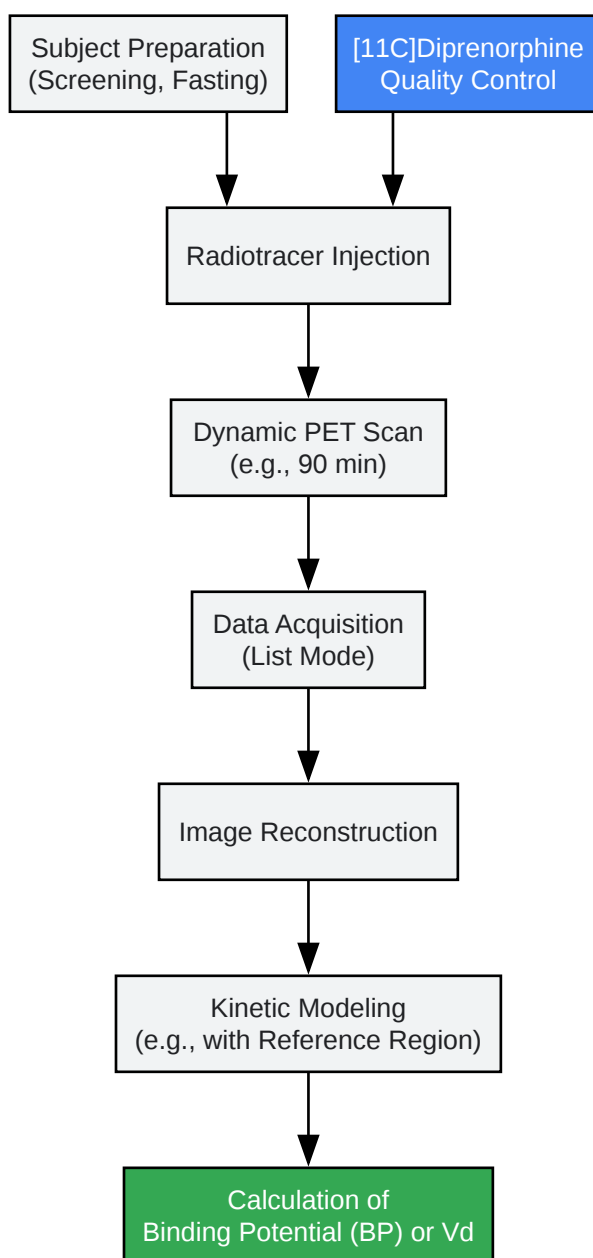 Subject Preparation
(Screening, Fasting)
[11C]Diprenorphine
Quality Control
Radiotracer Injection
Dynamic PET Scan
(e.g., 90 min)
Data Acquisition
(List Mode)
Image Reconstruction
Kinetic Modeling
(e.g., with Reference Region)
Calculation of
Binding Potential (BP) or Vd